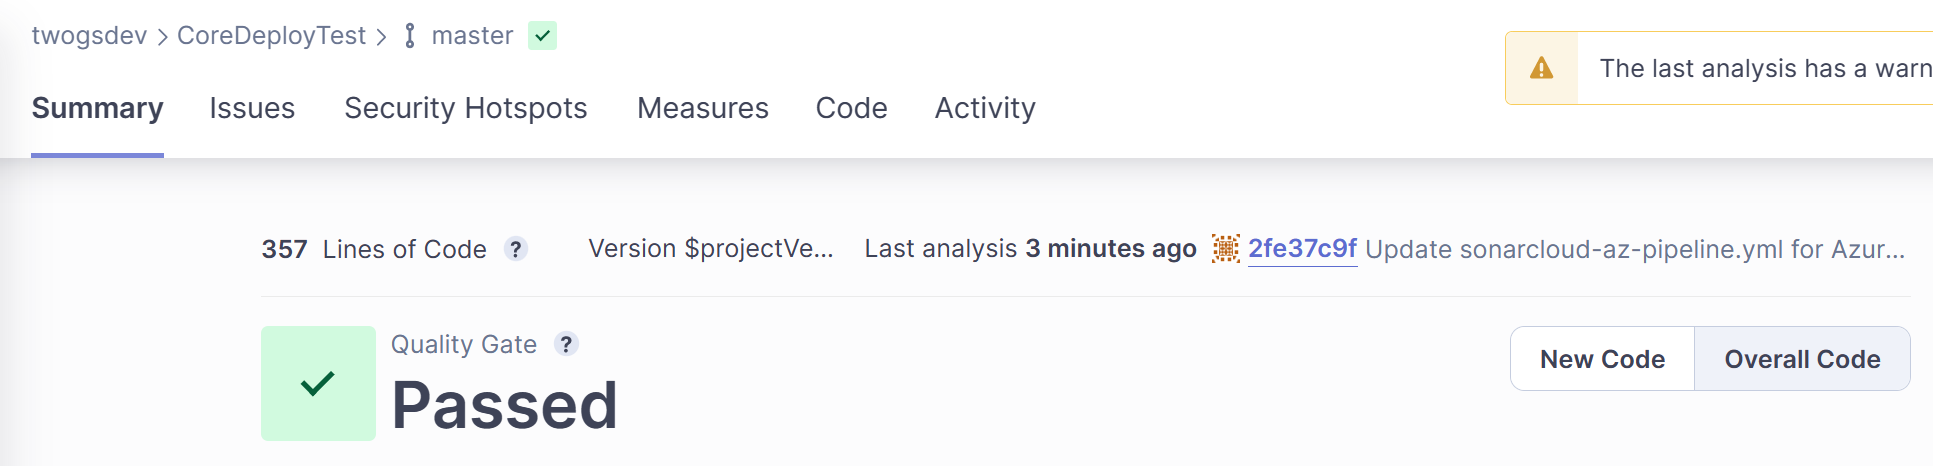 twogsdev > CoreDeployTest > master
The last analysis has a warn
Summary Issues Security Hotspots Measures Code Activity
357 Lines of Code ? Version $projectVe... Last analysis 3 minutes ago 2fe37c9f Update sonarcloud-az-pipeline.yml for Azur...
Quality Gate ?
Passed
New Code Overall Code